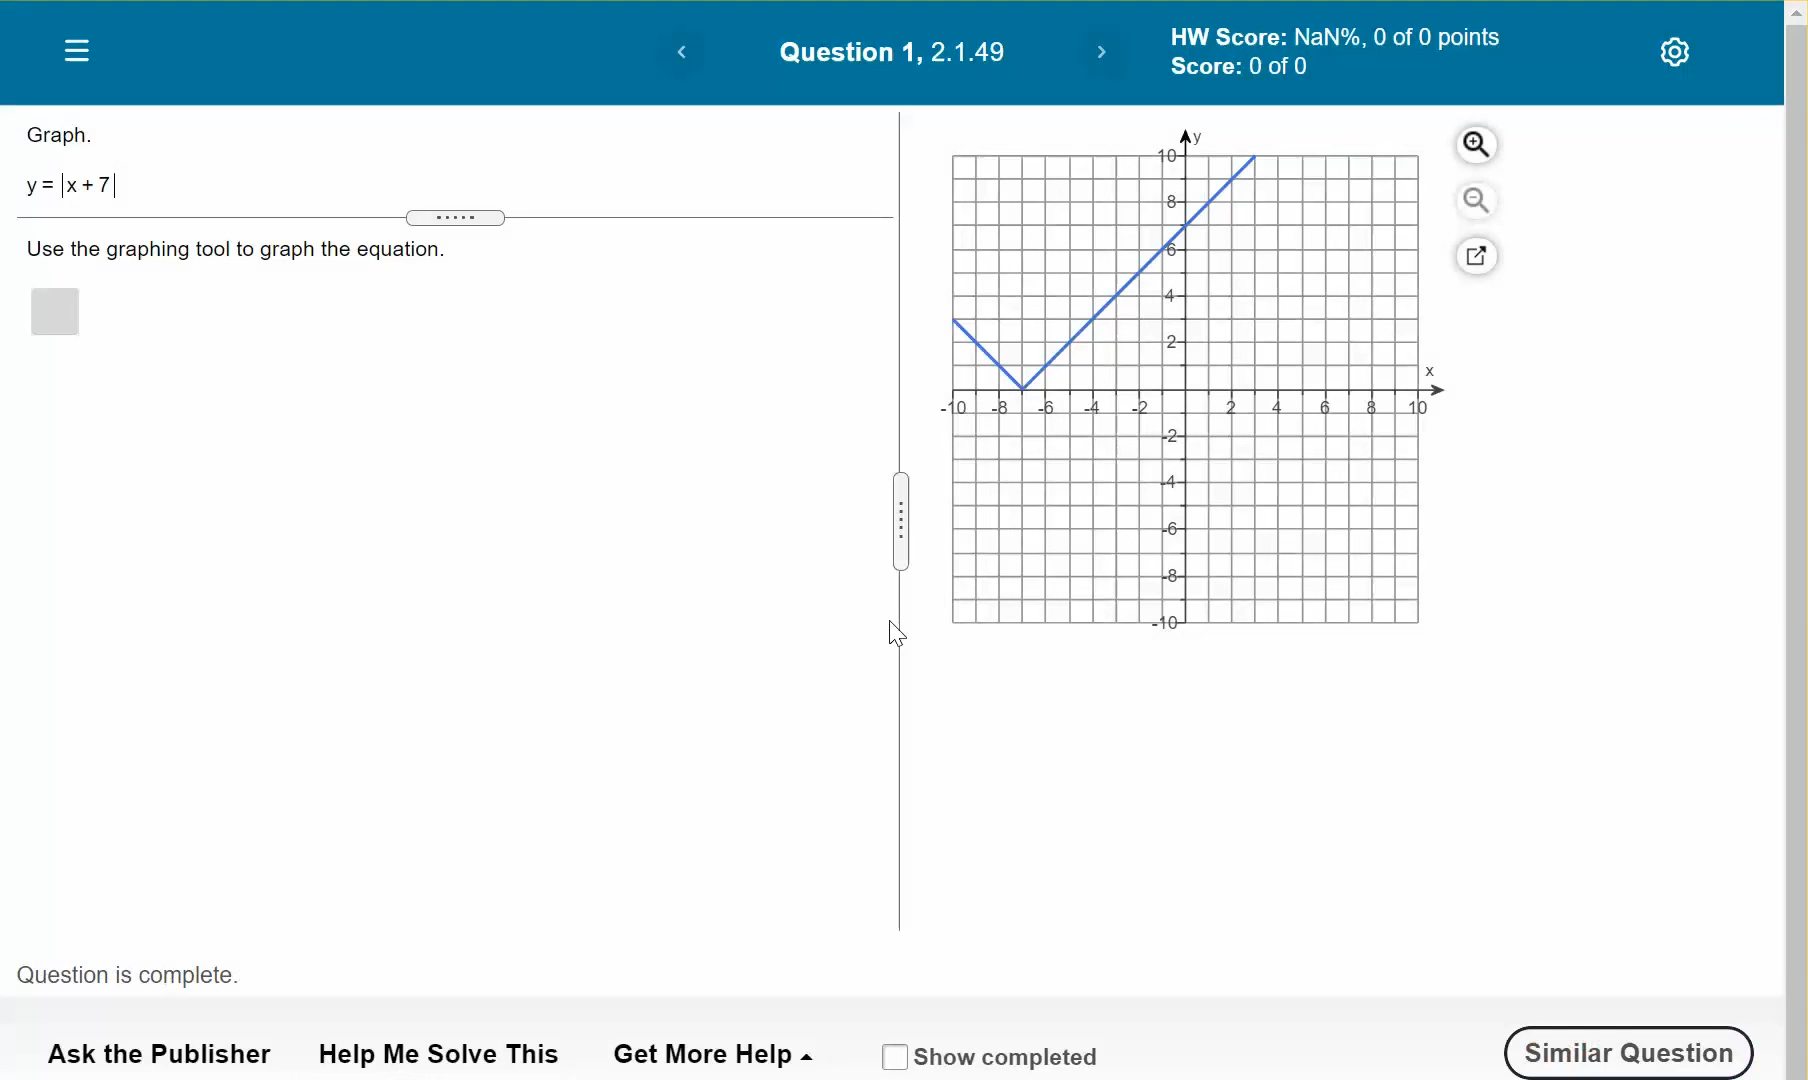 Question 1, 2.1.49
HW Score: NaN%, 0 of 0 points
Score: 0 of 0
Graph.
y = |x + 7|
Use the graphing tool to graph the equation.
y
10
8
6
4
2
x
-10 -8 -6 -4 -2 2 4 6 8 10
-2
-4
-6
-8
-10
Question is complete.
Ask the Publisher Help Me Solve This Get More Help Show completed Similar Question